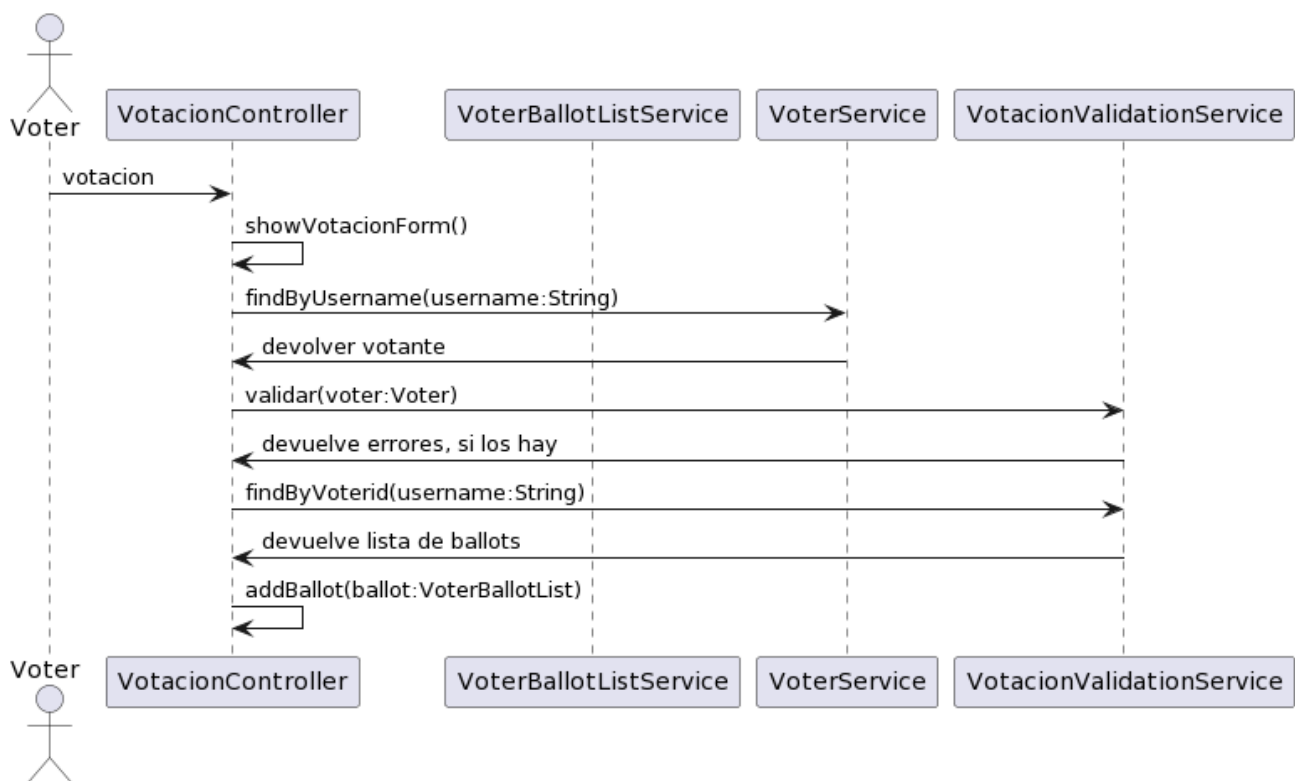 Voter
VotacionController
VoterBallotListService
VoterService
VotacionValidationService
votacion
showVotacionForm()
findByUsername(username:String)
devolver votante
validar(voter:Voter)
devuelve errores, si los hay
findByVoterid(username:String)
devuelve lista de ballots
addBallot(ballot:VoterBallotList)
Voter
VotacionController
VoterBallotListService
VoterService
VotacionValidationService